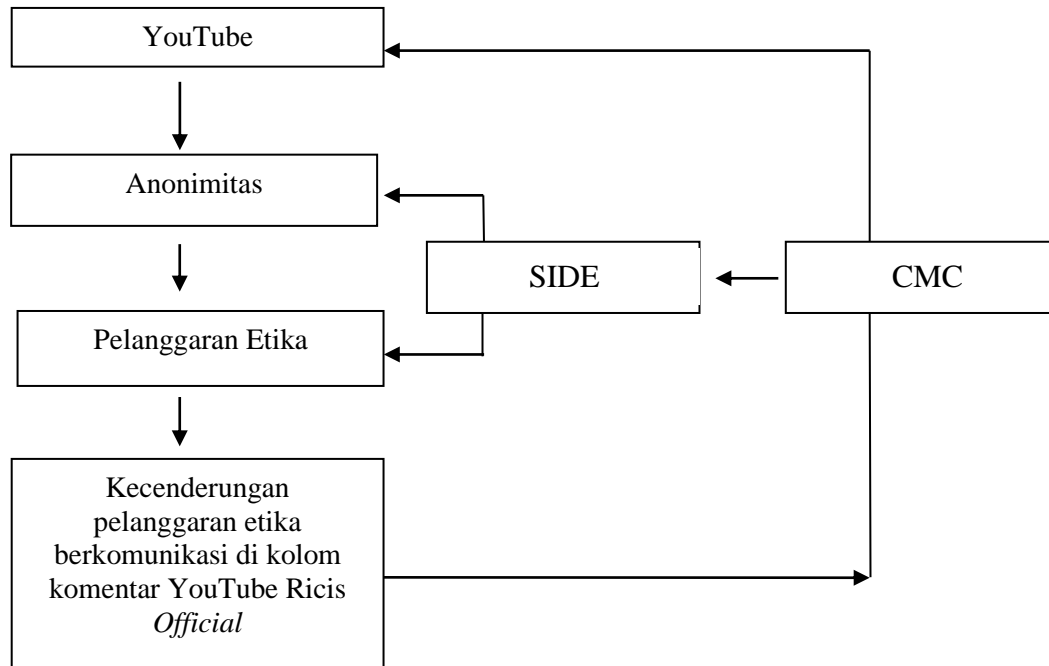 YouTube
Anonimitas
SIDE
CMC
Pelanggaran Etika
Kecenderungan
pelanggaran etika
berkomunikasi di kolom
komentar YouTube Ricis
Official